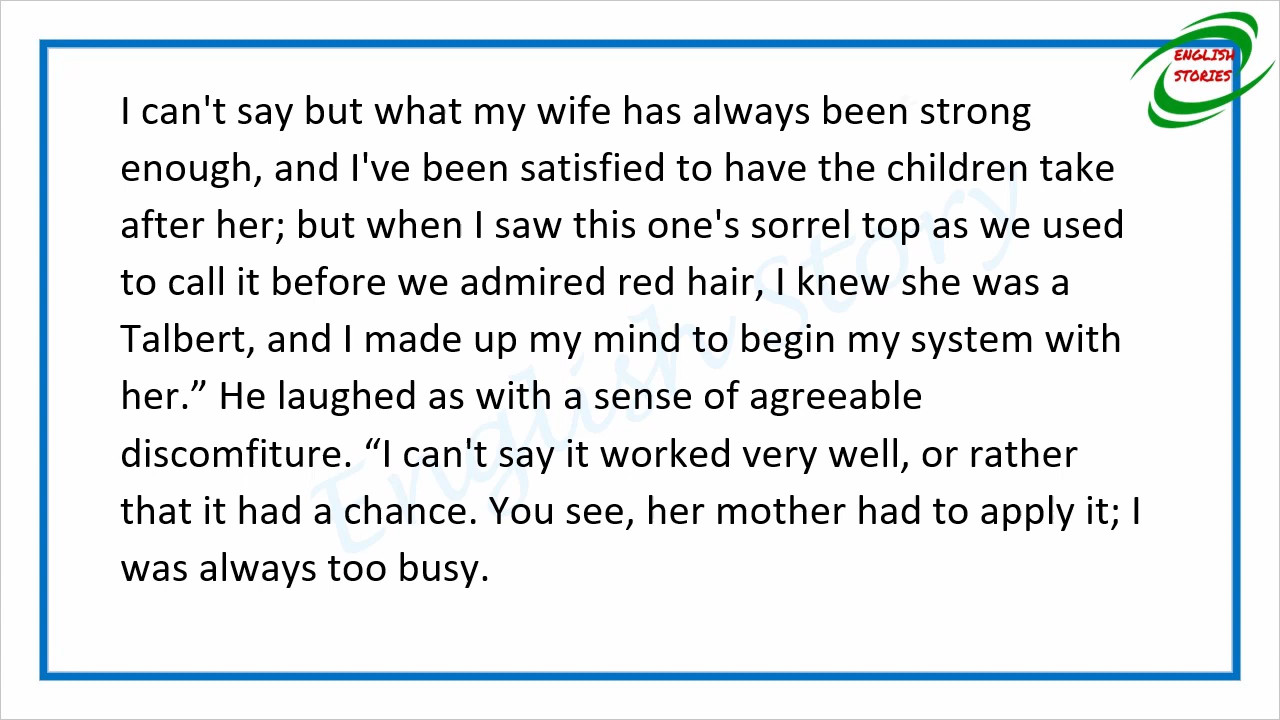 ENGLISH
STORIES
I can't say but what my wife has always been strong
enough, and I've been satisfied to have the children take
after her; but when I saw this one's sorrel top as we used
to call it before we admired red hair, I knew she was a
Talbert, and I made up my mind to begin my system with
her.” He laughed as with a sense of agreeable
discomfiture. “I can't say it worked very well, or rather
that it had a chance. You see, her mother had to apply it; I
was always too busy.
English Story